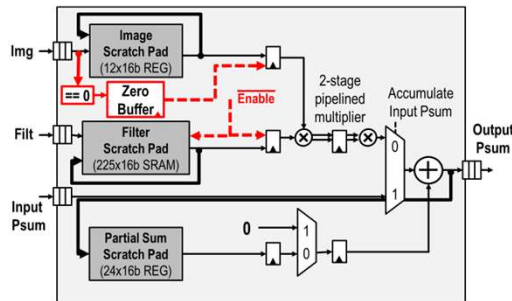 Img
Image
Scratch Pad
(12x16b REG)
== 0
Zero
Buffer
Enable
2-stage
pipelined
multiplier
Accumulate
Input Psum
Filt
Filter
Scratch Pad
(225x16b SRAM)
0
Output
Psum
Input
Psum
1
0
1
0
Partial Sum
Scratch Pad
(24x16b REG)